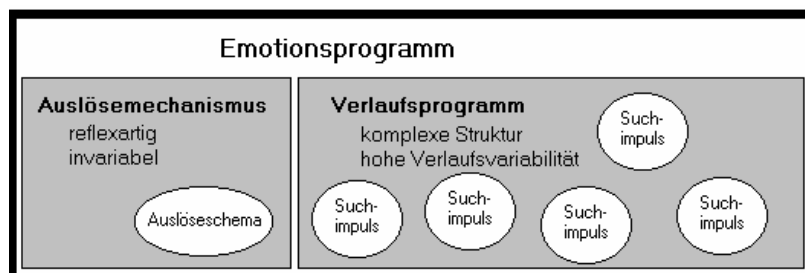 Emotionsprogramm
Auslösemechanismus
reflexartig
invariabel
Auslöseschema
Verlaufsprogramm
komplexe Struktur
hohe Verlaufsvariabilität
Such-
impuls
Such-
impuls
Such-
impuls
Such-
impuls
Such-
impuls